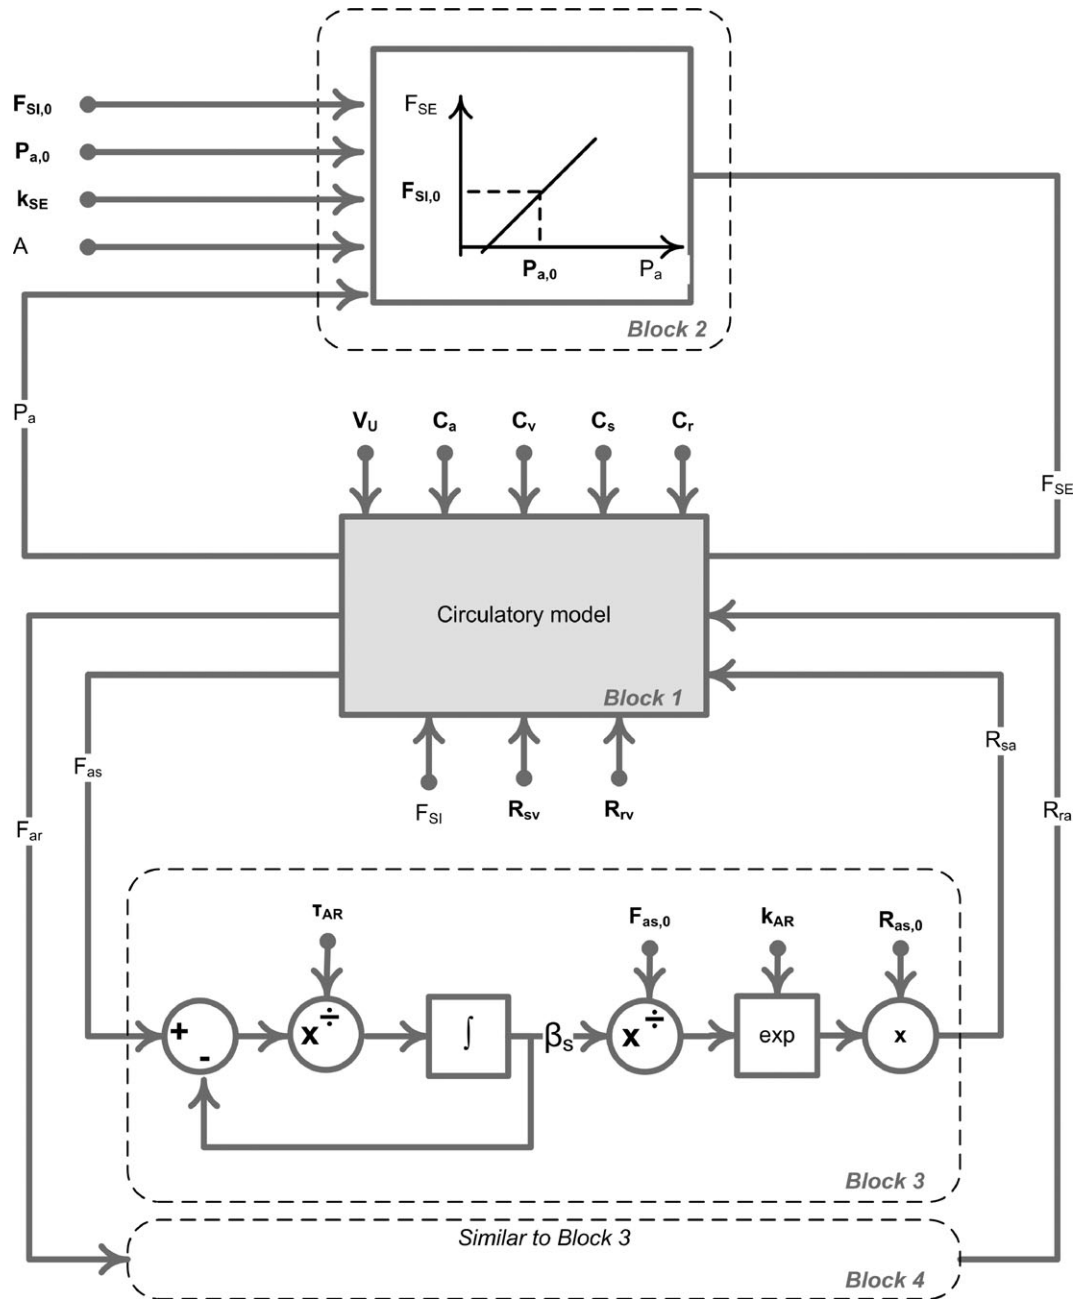 F_SE
F_SI,0
P_a,0
k_SE
A
F_SI,0
P_a,0
P_a
Block 2
P_a
V_U
C_a
C_v
C_s
C_r
F_SE
Circulatory model
Block 1
F_as
R_sa
F_SI
R_sv
R_rv
R_ra
F_ar
τ_AR
F_as,0
k_AR
R_as,0
+
-
x ÷
∫
β_s
x ÷
exp
x
Block 3
Similar to Block 3
Block 4